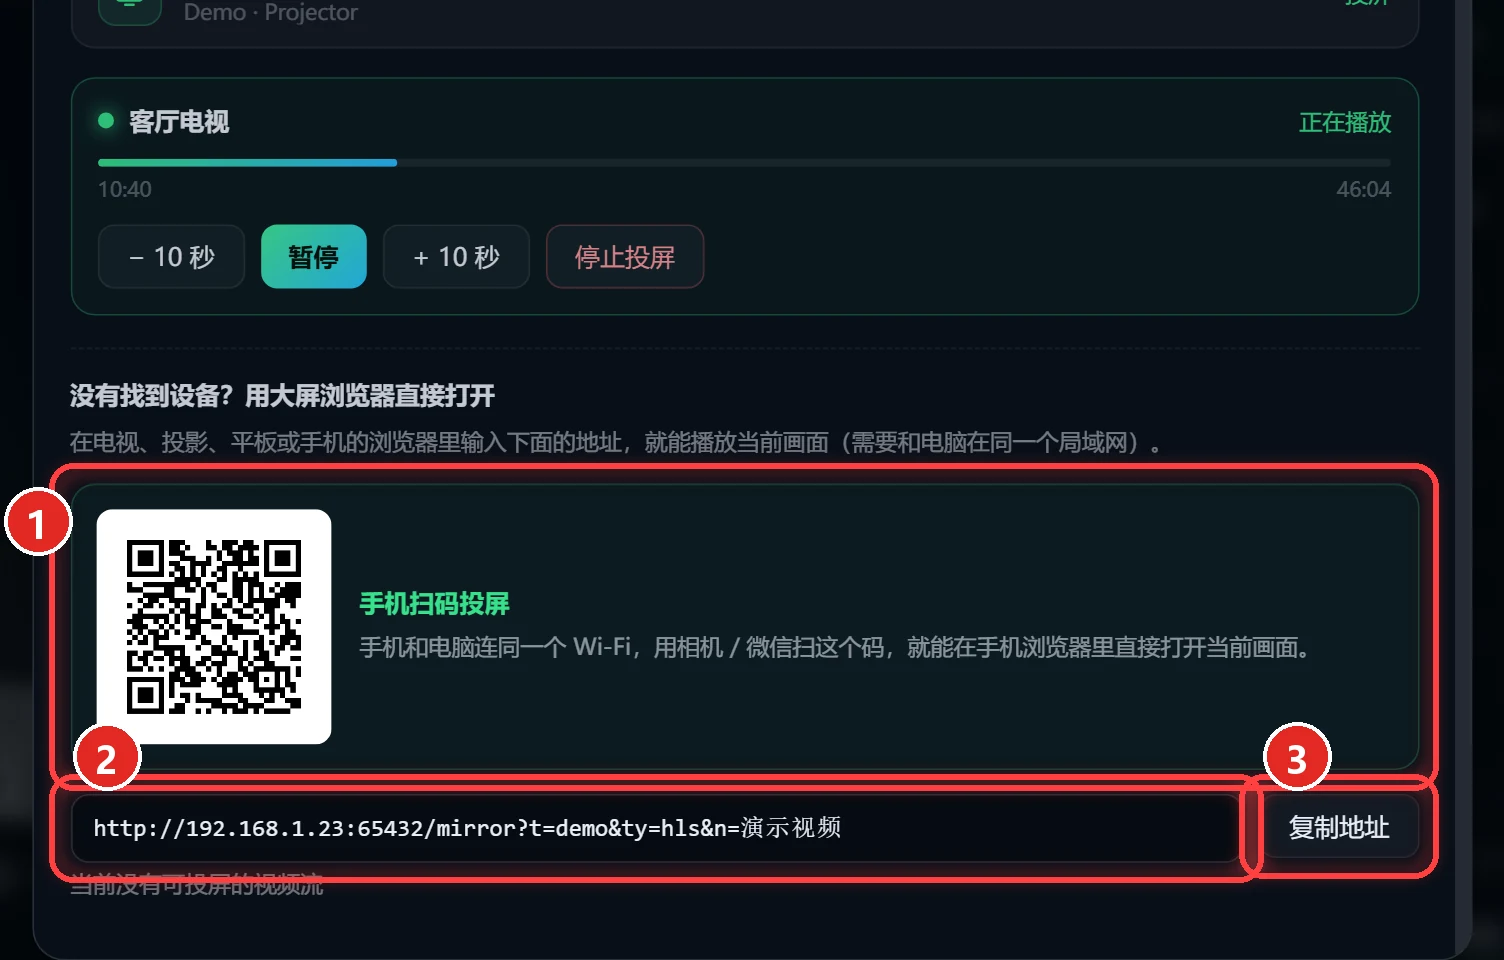 Demo · Projector
投屏
客厅电视
正在播放
10:40
46:04
− 10 秒
暂停
+ 10 秒
停止投屏
没有找到设备？用大屏浏览器直接打开
在电视、投影、平板或手机的浏览器里输入下面的地址，就能播放当前画面（需要和电脑在同一个局域网）。
1
手机扫码投屏
手机和电脑连同一个 Wi-Fi，用相机 / 微信扫这个码，就能在手机浏览器里直接打开当前画面。
2
3
http://192.168.1.23:65432/mirror?t=demo&ty=hls&n=演示视频
复制地址
当前没有可投屏的视频流